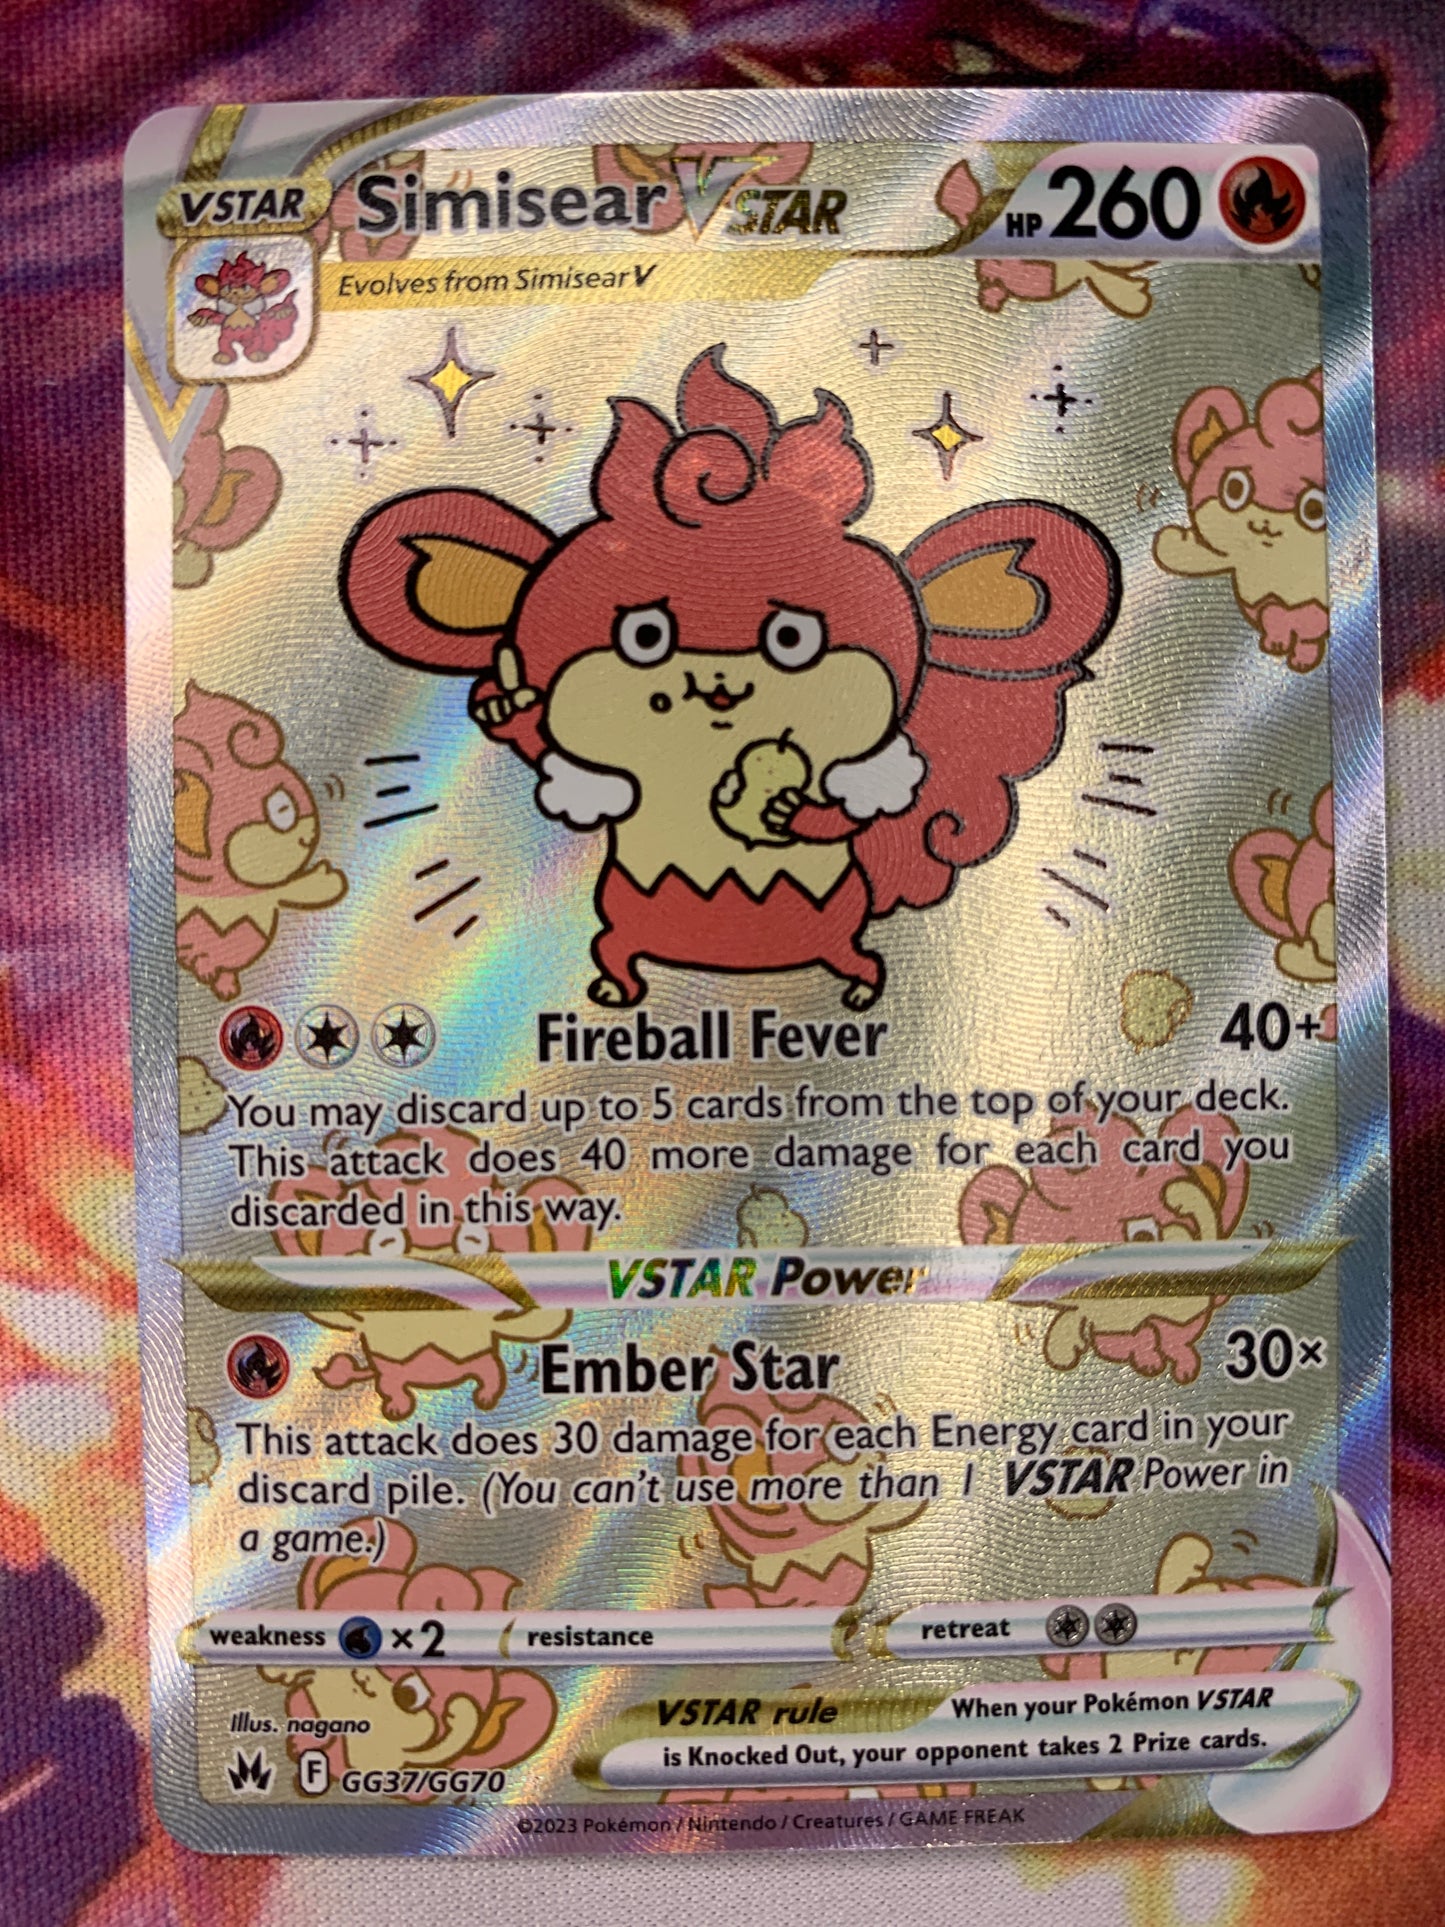 VSTAR
Simisear VSTAR
HP 260
Evolves from Simisear V
Fireball Fever 40+
You may discard up to 5 cards from the top of your deck.
This attack does 40 more damage for each card you
discarded in this way.
VSTAR Power
Ember Star 30×
This attack does 30 damage for each Energy card in your
discard pile. (You can't use more than 1 VSTAR Power in
a game.)
weakness ×2 resistance retreat
Illus. nagano
F GG37/GG70
VSTAR rule When your Pokémon VSTAR
is Knocked Out, your opponent takes 2 Prize cards.
©2023 Pokémon / Nintendo / Creatures / GAME FREAK